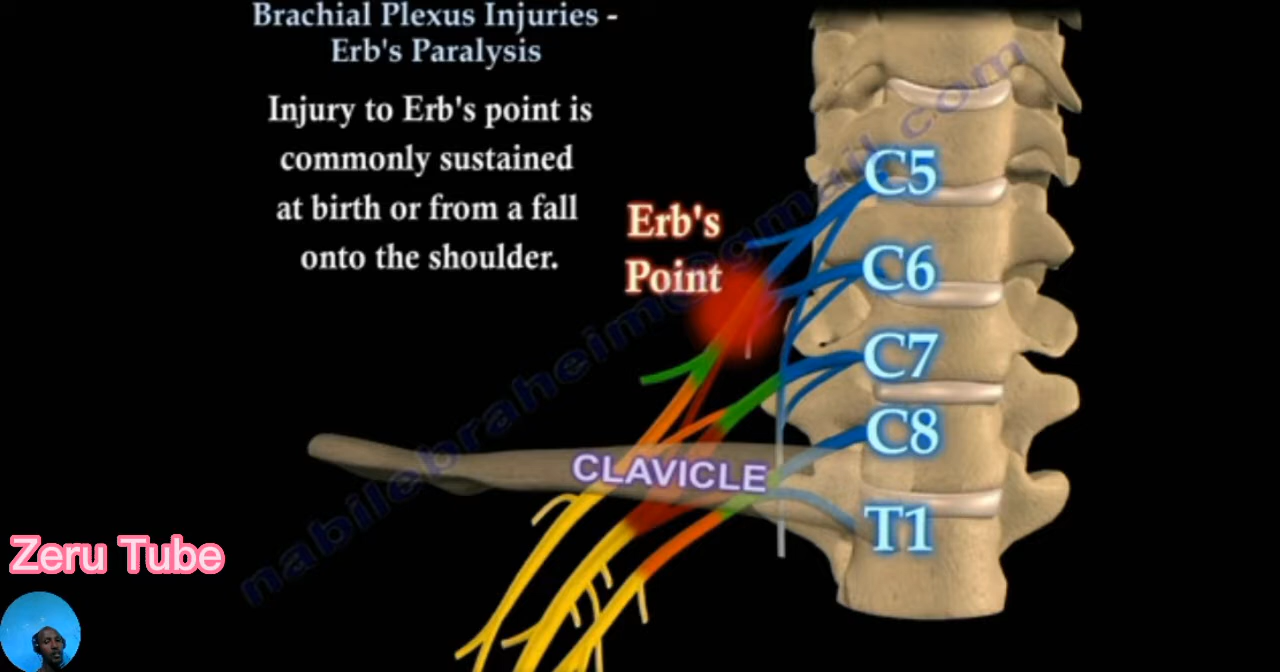 Brachial Plexus Injuries -
Erb's Paralysis
Injury to Erb's point is
commonly sustained
at birth or from a fall
onto the shoulder.
Erb's
Point
C5
C6
C7
C8
T1
CLAVICLE
Zeru Tube